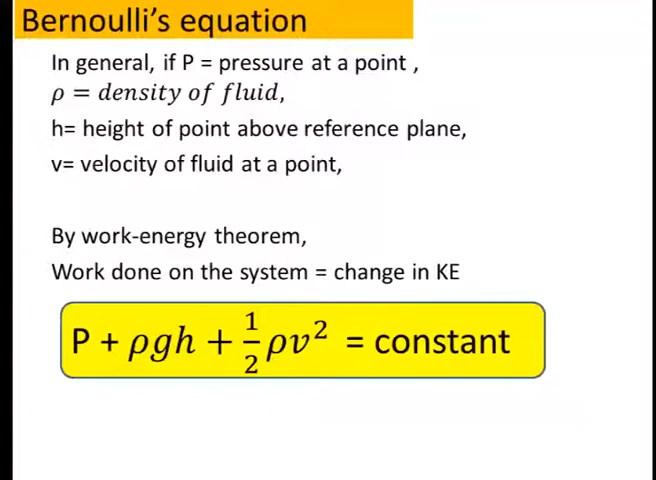 Bernoulli's equation
In general, if P = pressure at a point ,
ρ = density of fluid,
h= height of point above reference plane,
v= velocity of fluid at a point,
By work-energy theorem,
Work done on the system = change in KE
P + ρgh + 1/2 ρv² = constant